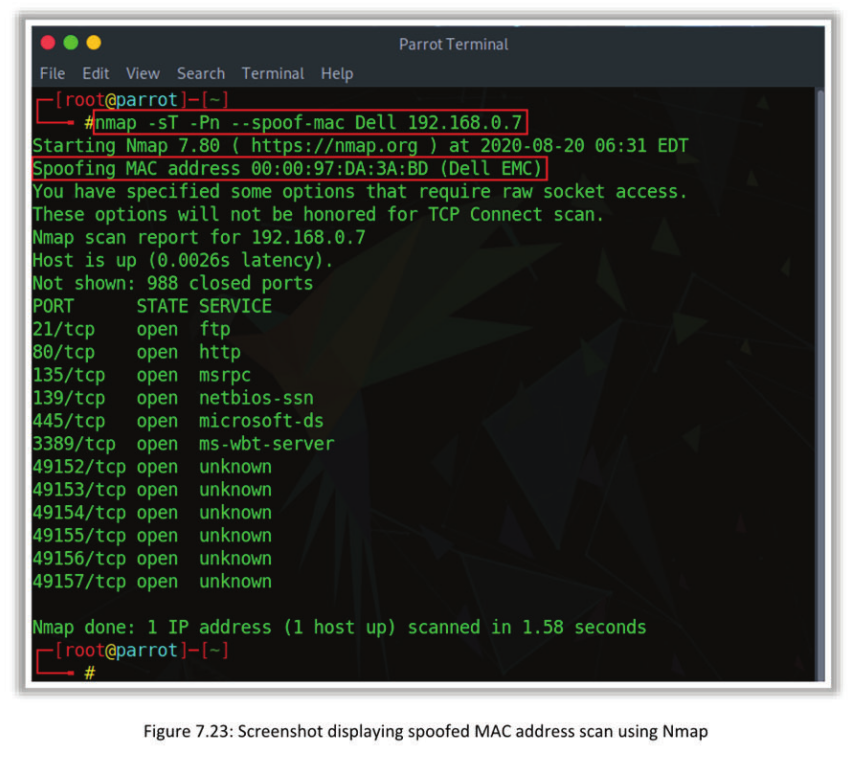 Parrot Terminal
File Edit View Search Terminal Help
[root@parrot]-[~]
#nmap -sT -Pn --spoof-mac Dell 192.168.0.7
Starting Nmap 7.80 ( https://nmap.org ) at 2020-08-20 06:31 EDT
Spoofing MAC address 00:00:97:DA:3A:BD (Dell EMC)
You have specified some options that require raw socket access.
These options will not be honored for TCP Connect scan.
Nmap scan report for 192.168.0.7
Host is up (0.0026s latency).
Not shown: 988 closed ports
PORT STATE SERVICE
21/tcp open ftp
80/tcp open http
135/tcp open msrpc
139/tcp open netbios-ssn
445/tcp open microsoft-ds
3389/tcp open ms-wbt-server
49152/tcp open unknown
49153/tcp open unknown
49154/tcp open unknown
49155/tcp open unknown
49156/tcp open unknown
49157/tcp open unknown
Nmap done: 1 IP address (1 host up) scanned in 1.58 seconds
[root@parrot]-[~]
#
Figure 7.23: Screenshot displaying spoofed MAC address scan using Nmap